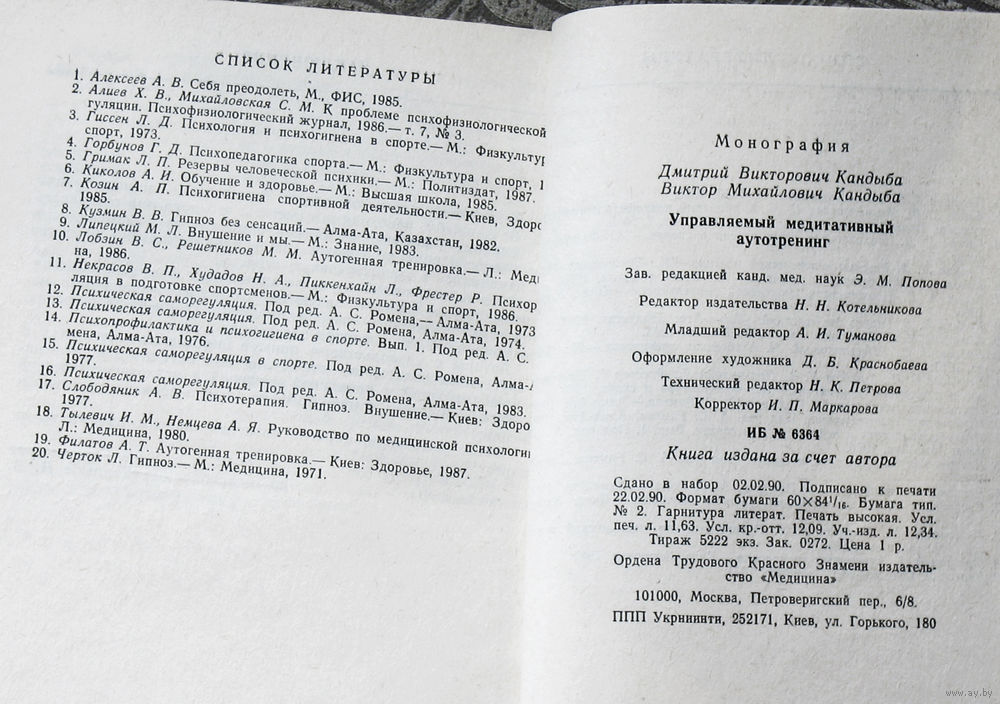 СПИСОК ЛИТЕРАТУРЫ
1. Алексеев А. В. Себя преодолеть, М., ФИС, 1985.
2. Алиев Х. В., Михайловская С. М. К проблеме психофизиологической
гуляции. Психофизиологический журнал, 1986.— т. 7, № 3.
3. Гиссен Л. Д. Психология и психогигиена в спорте.— М.: Физкультур
спорт, 1973.
4. Горбунов Г. Д. Психопедагогика спорта.— М.: Физкультура и спорт, 1
5. Гримак Л. П. Резервы человеческой психики.— М.: Политиздат, 1987.
6. Киколов А. И. Обучение и здоровье.— М.: Высшая школа, 1985.
7. Козин А. П. Психогигиена спортивной деятельности.— Киев, Здоро
1985.
8. Кузмин В. В. Гипноз без сенсаций.— Алма-Ата, Казахстан, 1982.
9. Липецкий М. Л. Внушение и мы.— М.: Знание, 1983.
10. Лобзин В. С., Решетников М. М. Аутогенная тренировка.— Л.: Меди
на, 1986.
11. Некрасов В. П., Худадов Н. А., Пиккенхайн Л., Фрестер Р. Психор
ляция в подготовке спортсменов.— М.: Физкультура и спорт, 1986.
12. Психическая саморегуляция. Под ред. А. С. Ромена,— Алма-Ата, 1973
13. Психическая саморегуляция. Под ред. А. С. Ромена, Алма-Ата, 1974.
14. Психопрофилактика и психогигиена в спорте. Вып. 1. Под ред. А. С.
мена, Алма-Ата, 1976.
15. Психическая саморегуляция в спорте. Под ред. А. С. Ромена, Алма-А
1977.
16. Психическая саморегуляция. Под ред. А. С. Ромена, Алма-Ата, 1983.
17. Слободяник А. В. Психотерапия. Гипноз. Внушение.— Киев: Здоро
1977.
18. Тылевич И. М., Немцева А. Я. Руководство по медицинской психологи
Л.: Медицина, 1980.
19. Филатов А. Т. Аутогенная тренировка.— Киев: Здоровье, 1987.
20. Черток Л. Гипноз.— М.: Медицина, 1971.
Монография
Дмитрий Викторович Кандыба
Виктор Михайлович Кандыба
Управляемый медитативный
аутотренинг
Зав. редакцией канд. мед. наук Э. М. Попова
Редактор издательства Н. Н. Котельникова
Младший редактор А. И. Туманова
Оформление художника Д. Б. Краснобаева
Технический редактор Н. К. Петрова
Корректор И. П. Маркарова
ИБ № 6364
Книга издана за счет автора
Сдано в набор 02.02.90. Подписано к печати
22.02.90. Формат бумаги 60×84¹/₁₆. Бумага тип.
№ 2. Гарнитура литерат. Печать высокая. Усл.
печ. л. 11,63. Усл. кр.-отт. 12,09. Уч.-изд. л. 12,34.
Тираж 5222 экз. Зак. 0272. Цена 1 р.
Ордена Трудового Красного Знамени издатель-
ство «Медицина»
101000, Москва, Петроверигский пер., 6/8.
ППП Укрниинти, 252171, Киев, ул. Горького, 180
www.ay.by